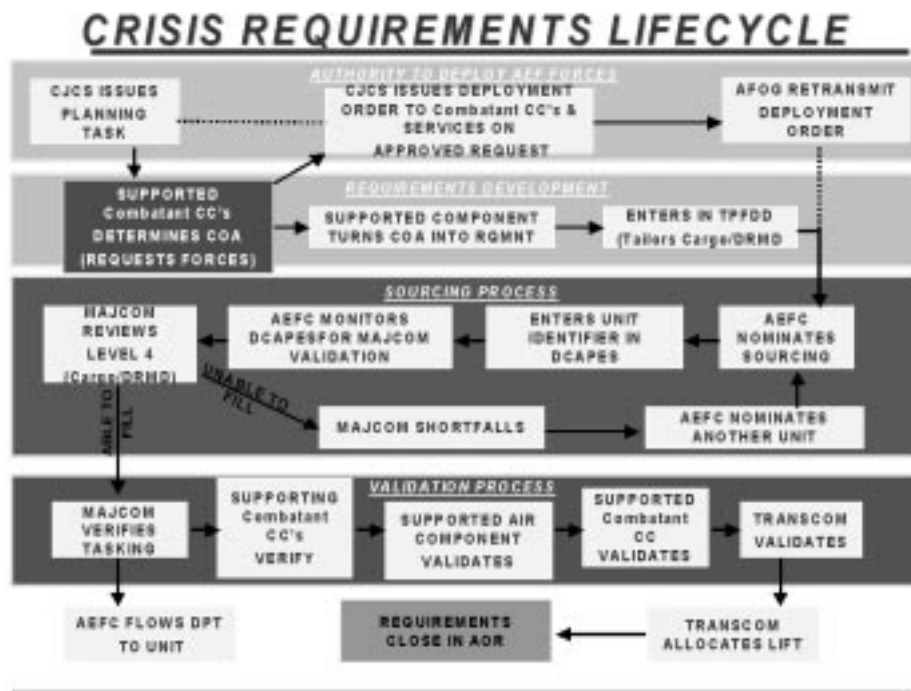 CRISIS REQUIREMENTS LIFECYCLE
AUTHORITY TO DEPLOY AEF FORCES
CJCS ISSUES
PLANNING
TASK
CJCS ISSUES DEPLOYMENT
ORDER TO Combatant CC's &
SERVICES ON
APPROVED REQUEST
AFOG RETRANSMIT
DEPLOYMENT
ORDER
REQUIREMENTS DEVELOPMENT
SUPPORTED
Combatant CC's
DETERMINES COA
(REQUESTS FORCES)
SUPPORTED COMPONENT
TURNS COA INTO RQMNT
ENTERS IN TPFDD
(Tailors Cargo/DRMD
SOURCING PROCESS
MAJCOM
REVIEWS
LEVEL 4
(Cargo/DRMD)
AEFC MONITORS
DCAPESFOR MAJCOM
VALIDATION
ENTERS UNIT
IDENTIFIER IN
DCAPES
AEFC
NOMINATES
SOURCING
UNABLE TO
FILL
ABLE TO
FILL
MAJCOM SHORTFALLS
AEFC NOMINATES
ANOTHER UNIT
VALIDATION PROCESS
MAJCOM
VERIFIES
TASKING
SUPPORTING
Combatant
CC's
VERIFY
SUPPORTED AIR
COMPONENT
VALIDATES
SUPPORTED
Combatant
CC
VALIDATES
TRANSCOM
VALIDATES
AEFC FLOWS DPT
TO UNIT
REQUIREMENTS
CLOSE IN AOR
TRANSCOM
ALLOCATES LIFT